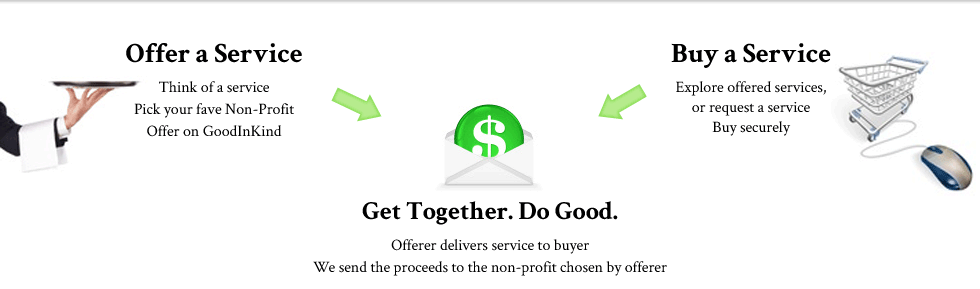 Offer a Service
Think of a service
Pick your fave Non-Profit
Offer on GoodInKind
Buy a Service
Explore offered services,
or request a service
Buy securely
$
Get Together. Do Good.
Offerer delivers service to buyer
We send the proceeds to the non-profit chosen by offerer